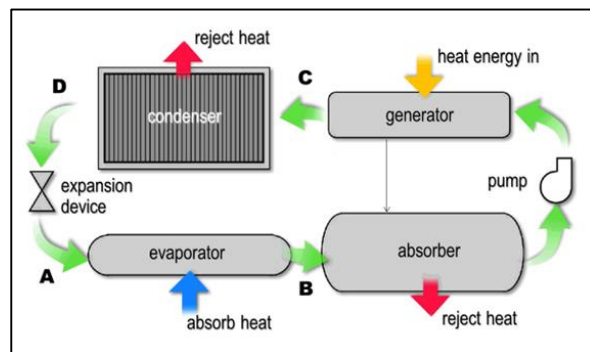 reject heat
heat energy in
D
C
condenser
generator
expansion
device
pump
evaporator
absorber
A
B
absorb heat
reject heat